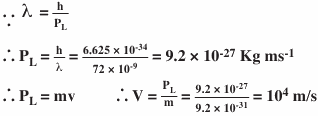 ∵ λ = h/P_L
∴ P_L = h/λ = 6.625 × 10⁻³⁴/72 × 10⁻⁹ = 9.2 × 10⁻²⁷ Kg ms⁻¹
∴ P_L = mv ∴ V = P_L/m = 9.2 × 10⁻²⁷/9.2 × 10⁻³¹ = 10⁴ m/s